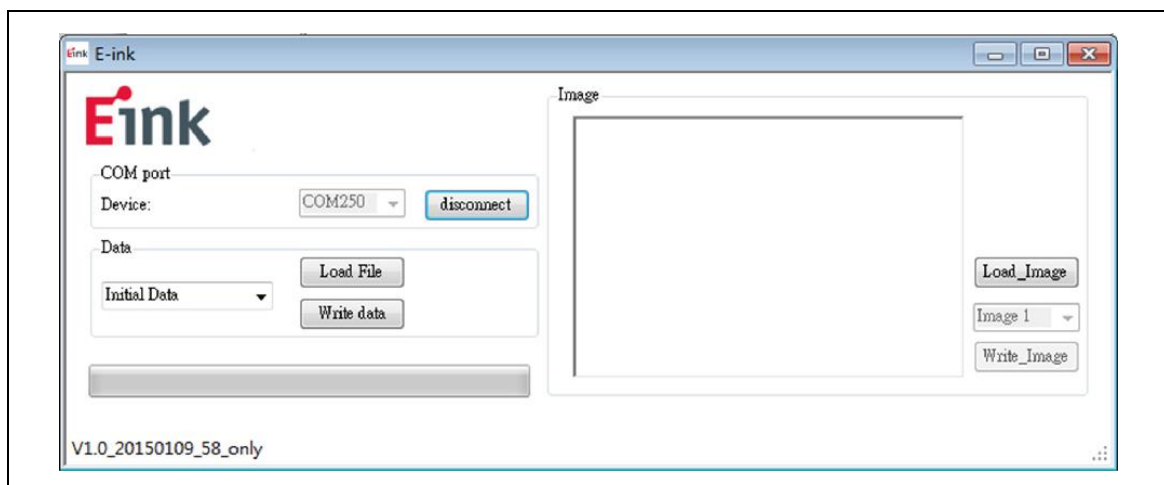 Eink E-ink
Eink
COM port
Device:
COM250
disconnect
Data
Initial Data
Load File
Write data
V1.0_20150109_58_only
Image
Load_Image
Image 1
Write_Image